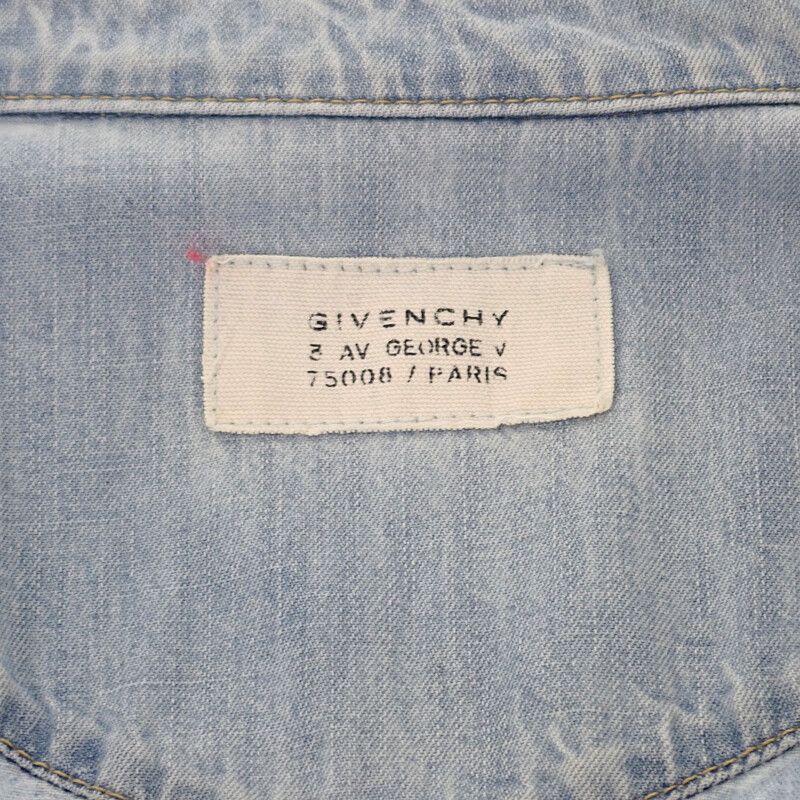 GIVENCHY
3 AV GEORGE V
75008 / PARIS